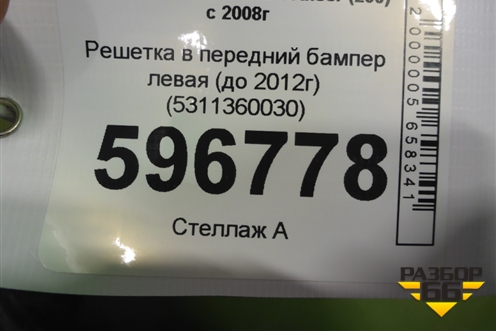 с 2008г
Решетка в передний бампер
левая (до 2012г)
(5311360030)
596778
Стеллаж А
2000005658341
РАЗБОР
66